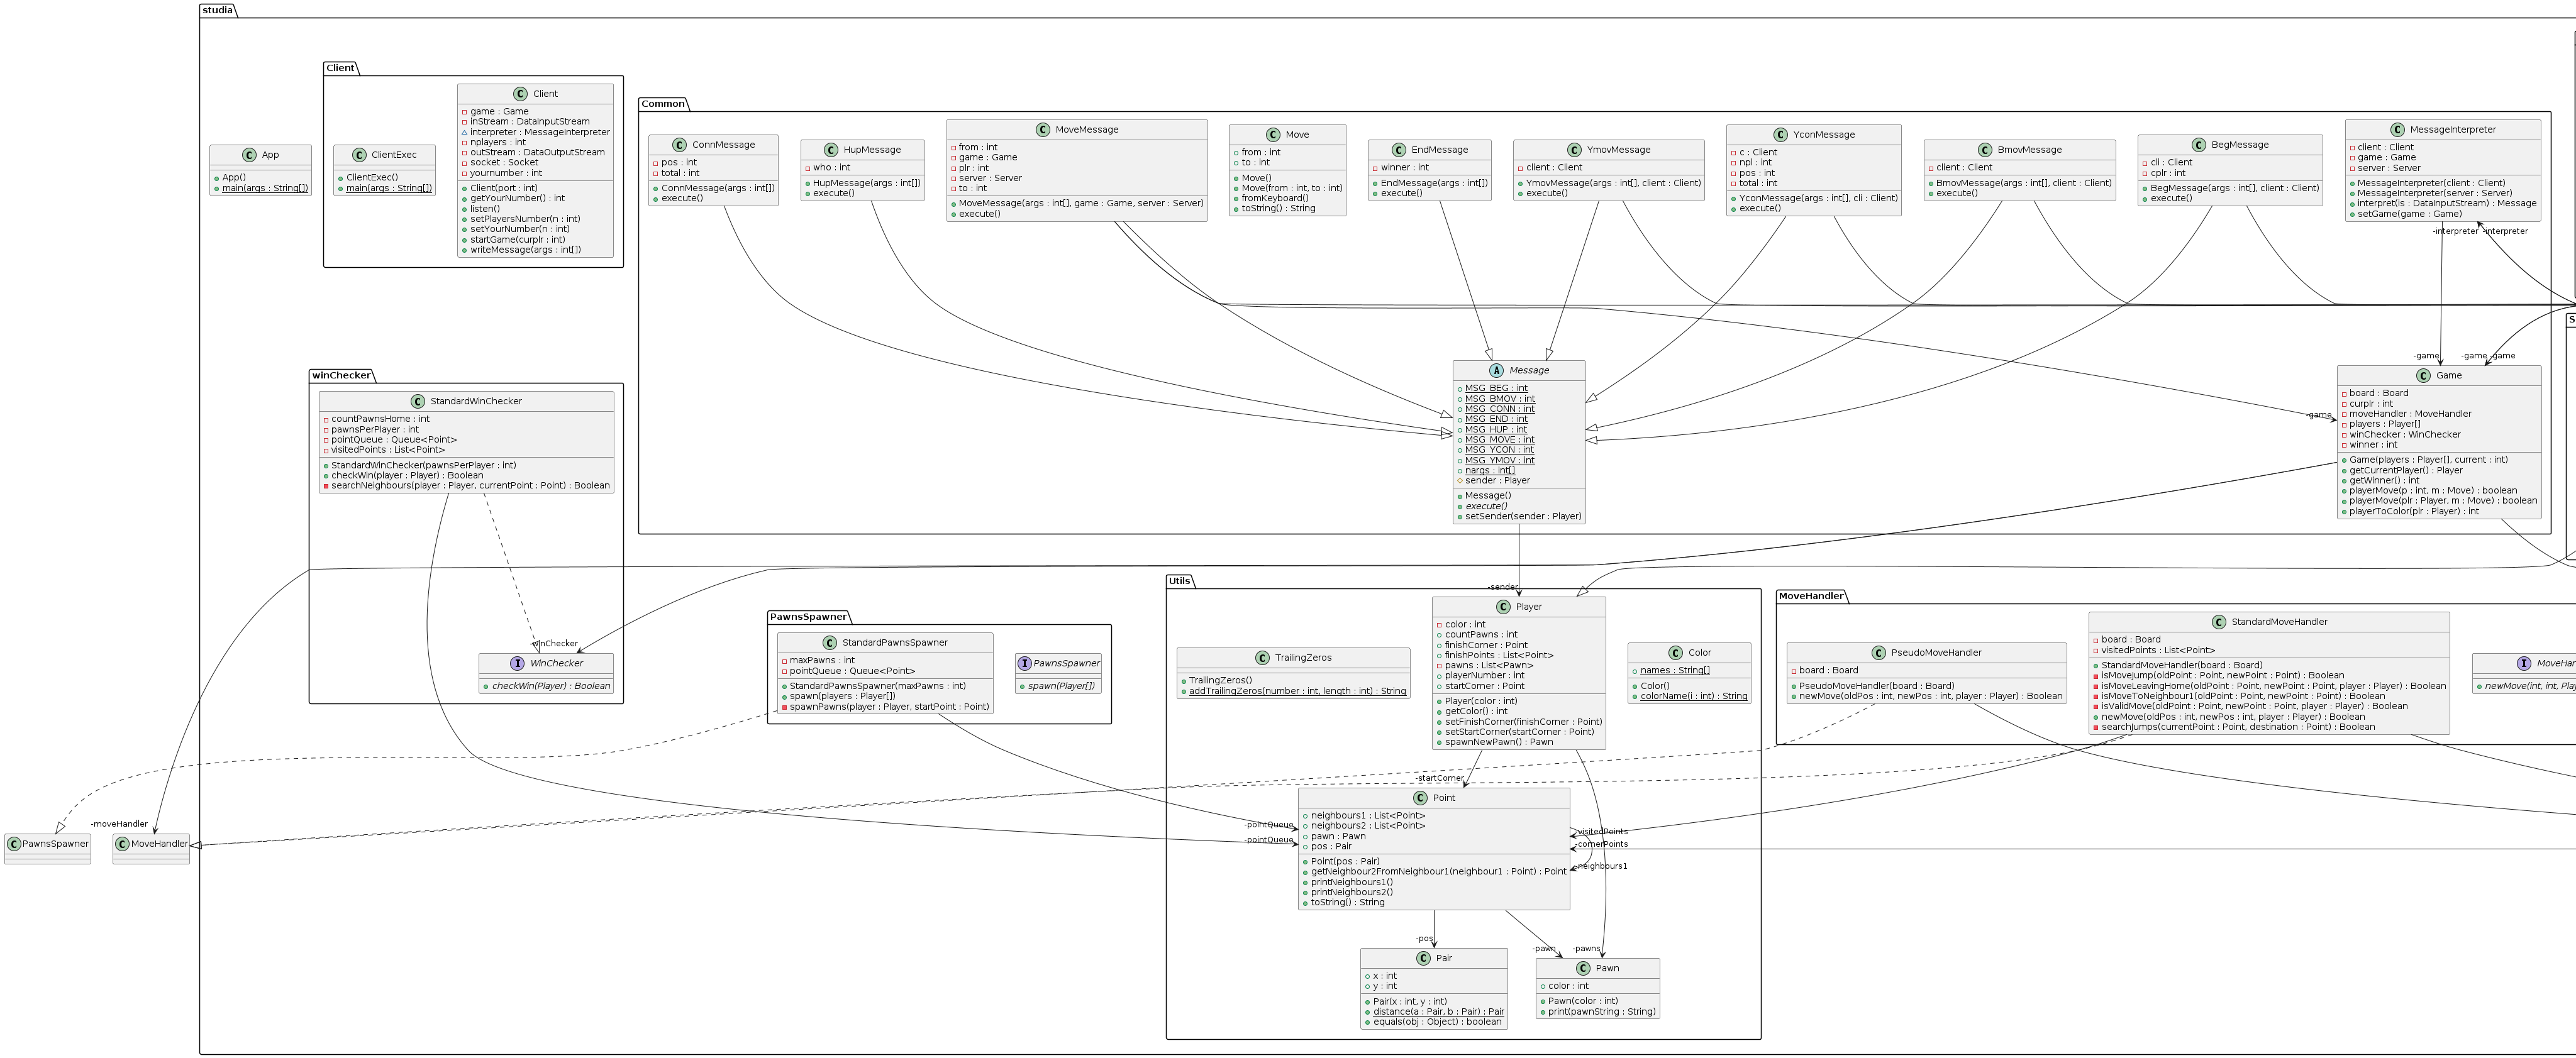 studia
App
App()
main(args : String[])
Client
ClientExec
ClientExec()
main(args : String[])
Client
game : Game
inStream : DataInputStream
interpreter : MessageInterpreter
nplayers : int
outStream : DataOutputStream
socket : Socket
yournumber : int
Client(port : int)
getYourNumber() : int
listen()
setPlayersNumber(n : int)
setYourNumber(n : int)
startGame(curplr : int)
writeMessage(args : int[])
Common
ConnMessage
pos : int
total : int
ConnMessage(args : int[])
execute()
HupMessage
who : int
HupMessage(args : int[])
execute()
MoveMessage
from : int
game : Game
plr : int
server : Server
to : int
MoveMessage(args : int[], game : Game, server : Server)
execute()
Move
from : int
to : int
Move()
Move(from : int, to : int)
fromKeyboard()
toString() : String
EndMessage
winner : int
EndMessage(args : int[])
execute()
YmovMessage
client : Client
YmovMessage(args : int[], client : Client)
execute()
YconMessage
c : Client
npl : int
pos : int
total : int
YconMessage(args : int[], cli : Client)
execute()
BmovMessage
client : Client
BmovMessage(args : int[], client : Client)
execute()
BegMessage
cli : Client
cplr : int
BegMessage(args : int[], client : Client)
execute()
MessageInterpreter
client : Client
game : Game
server : Server
MessageInterpreter(client : Client)
MessageInterpreter(server : Server)
interpret(is : DataInputStream) : Message
setGame(game : Game)
-interpreter
-interpreter
Message
MSG_BEG : int
MSG_BMOV : int
MSG_CONN : int
MSG_END : int
MSG_HUP : int
MSG_MOVE : int
MSG_YCON : int
MSG_YMOV : int
nargs : int[]
sender : Player
Message()
execute()
setSender(sender : Player)
-game
-game
-game
-game
Game
board : Board
curplr : int
moveHandler : MoveHandler
players : Player[]
winChecker : WinChecker
winner : int
Game(players : Player[], current : int)
getCurrentPlayer() : Player
getWinner() : int
playerMove(p : int, m : Move) : boolean
playerMove(plr : Player, m : Move) : boolean
playerToColor(plr : Player) : int
S
winChecker
StandardWinChecker
countPawnsHome : int
pawnsPerPlayer : int
pointQueue : Queue<Point>
visitedPoints : List<Point>
StandardWinChecker(pawnsPerPlayer : int)
checkWin(player : Player) : Boolean
searchNeighbours(player : Player, currentPoint : Point) : Boolean
-winChecker
WinChecker
checkWin(Player) : Boolean
PawnsSpawner
StandardPawnsSpawner
maxPawns : int
pointQueue : Queue<Point>
StandardPawnsSpawner(maxPawns : int)
spawn(players : Player[])
spawnPawns(player : Player, startPoint : Point)
PawnsSpawner
spawn(Player[])
Utils
TrailingZeros
TrailingZeros()
addTrailingZeros(number : int, length : int) : String
-sender
Player
color : int
countPawns : int
finishCorner : Point
finishPoints : List<Point>
pawns : List<Pawn>
playerNumber : int
startCorner : Point
Player(color : int)
getColor() : int
setFinishCorner(finishCorner : Point)
setStartCorner(startCorner : Point)
spawnNewPawn() : Pawn
Color
names : String[]
Color()
colorName(i : int) : String
MoveHandler
PseudoMoveHandler
board : Board
PseudoMoveHandler(board : Board)
newMove(oldPos : int, newPos : int, player : Player) : Boolean
StandardMoveHandler
board : Board
visitedPoints : List<Point>
StandardMoveHandler(board : Board)
isMoveJump(oldPoint : Point, newPoint : Point) : Boolean
isMoveLeavingHome(oldPoint : Point, newPoint : Point, player : Player) : Boolean
isMoveToNeighbour1(oldPoint : Point, newPoint : Point) : Boolean
isValidMove(oldPoint : Point, newPoint : Point, player : Player) : Boolean
newMove(oldPos : int, newPos : int, player : Player) : Boolean
searchJumps(currentPoint : Point, destination : Point) : Boolean
MoveHan
newMove(int, int, Play
-startCorner
Point
neighbours1 : List<Point>
neighbours2 : List<Point>
pawn : Pawn
pos : Pair
Point(pos : Pair)
getNeighbour2FromNeighbour1(neighbour1 : Point) : Point
printNeighbours1()
printNeighbours2()
toString() : String
-pointQueue
-pointQueue
-visitedPoints
-cornerPoints
-neighbours1
-moveHandler
PawnsSpawner
MoveHandler
-pos
-pawn
-pawns
Pair
x : int
y : int
Pair(x : int, y : int)
distance(a : Pair, b : Pair) : Pair
equals(obj : Object) : boolean
Pawn
color : int
Pawn(color : int)
print(pawnString : String)